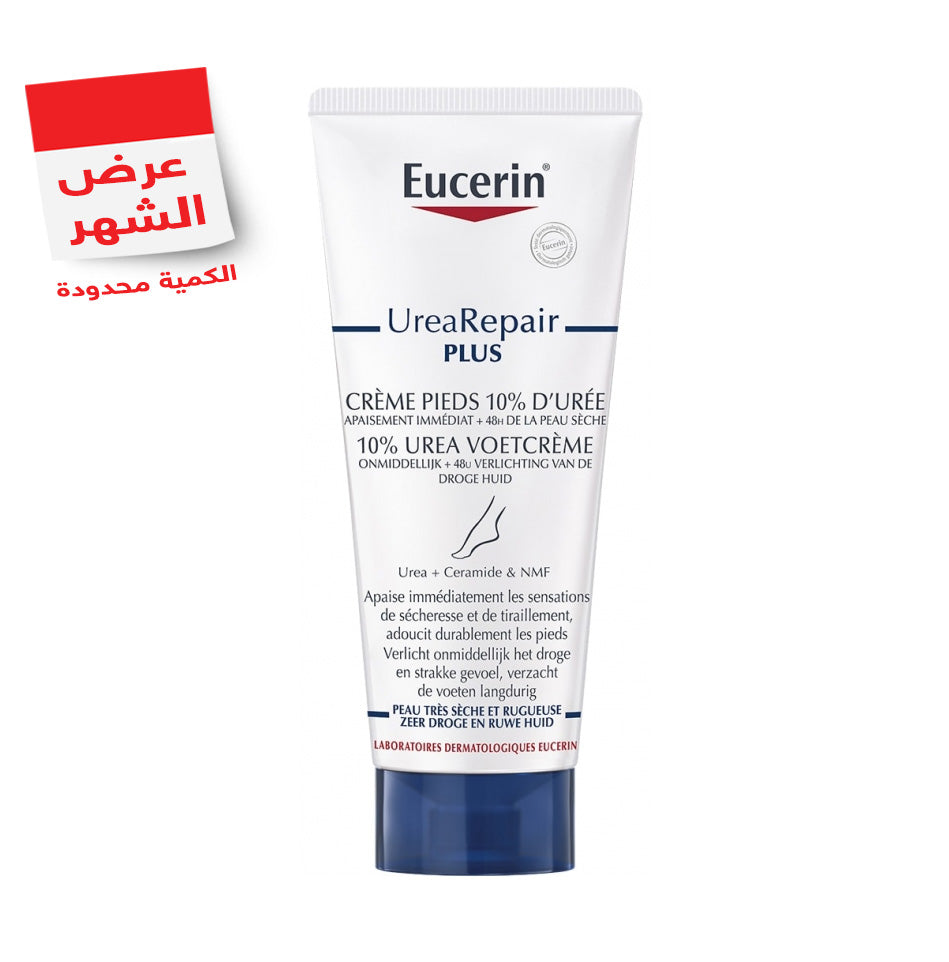 عرض
الشهر
الكمية محدودة
Eucerin®
Eucerin
UreaRepair
PLUS
CRÈME PIEDS 10% D'URÉE
APAISEMENT IMMÉDIAT + 48H DE LA PEAU SÈCHE
10% UREA VOETCRÈME
ONMIDDELLIJK + 48U VERLICHTING VAN DE
DROGE HUID
Urea + Ceramide & NMF
Apaise immédiatement les sensations
de sécheresse et de tiraillement,
adoucit durablement les pieds
Verlicht onmiddellijk het droge
en strakke gevoel, verzacht
de voeten langdurig
PEAU TRÈS SÈCHE ET RUGUEUSE
ZEER DROGE EN RUWE HUID
LABORATOIRES DERMATOLOGIQUES EUCERIN